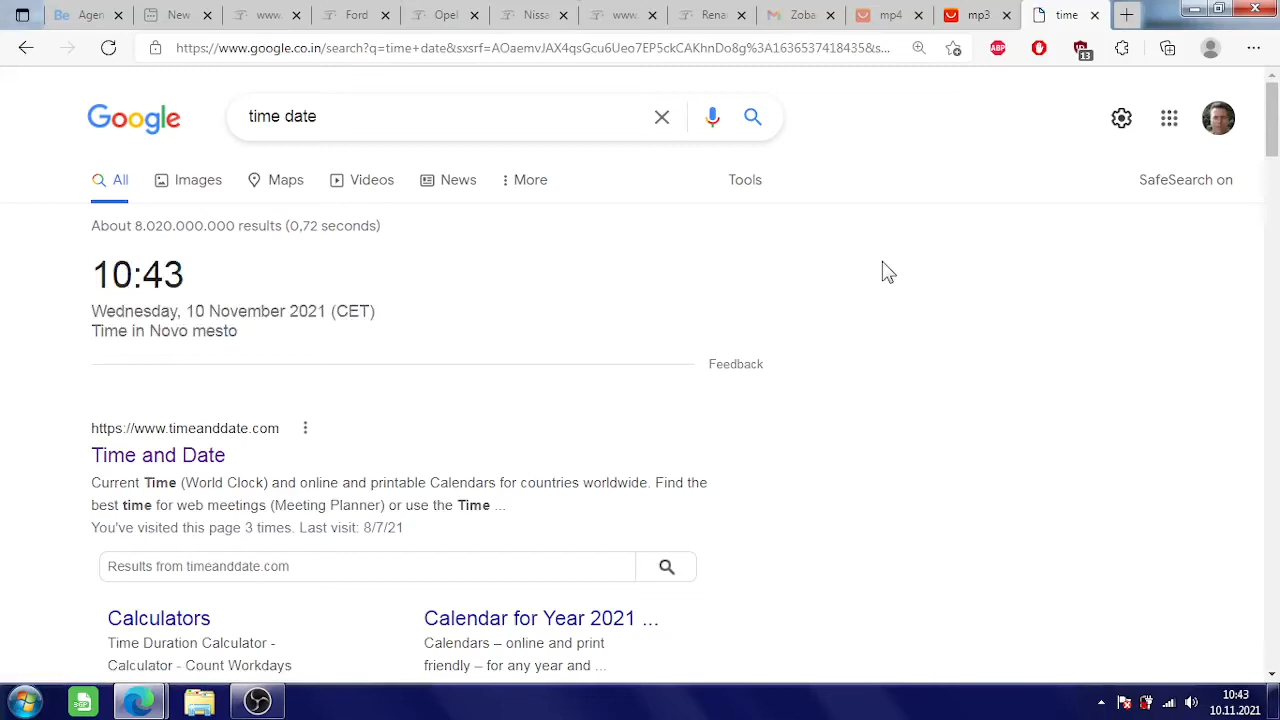 Be Agen
New
www.
Ford
Opel
Nissa
www.
Rena
Zoba
mp4
mp3
time
https://www.google.co.in/search?q=time+date&sxsrf=AOaemvJAX4qsGcu6Ueo7EP5ckCAKhnDo8g%3A1636537418435&s...
ABP
13
Google
time date
All
Images
Maps
Videos
News
More
Tools
SafeSearch on
About 8.020.000.000 results (0,72 seconds)
10:43
Wednesday, 10 November 2021 (CET)
Time in Novo mesto
Feedback
https://www.timeanddate.com
Time and Date
Current Time (World Clock) and online and printable Calendars for countries worldwide. Find the
best time for web meetings (Meeting Planner) or use the Time ...
You've visited this page 3 times. Last visit: 8/7/21
Results from timeanddate.com
Calculators
Time Duration Calculator -
Calculator - Count Workdays
Calendar for Year 2021 ...
Calendars – online and print
friendly – for any year and ...
10:43
10.11.2021